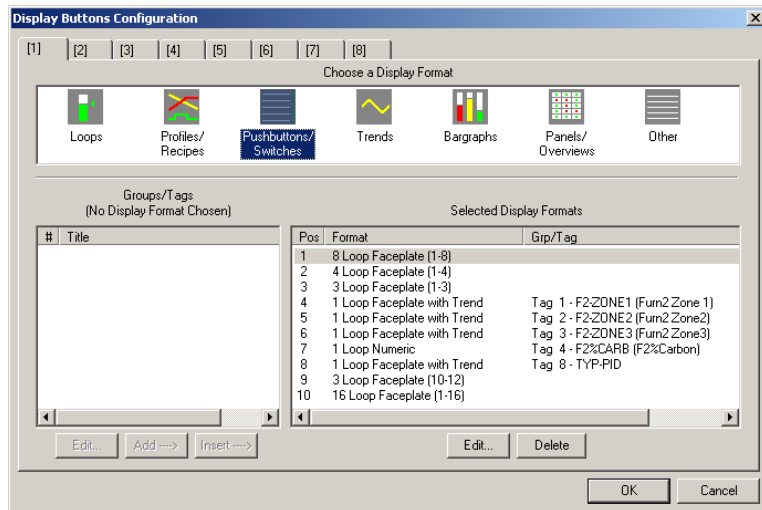 Display Buttons Configuration
[1] [2] [3] [4] [5] [6] [7] [8]
Choose a Display Format
Loops Profiles/ Pushbuttons/ Trends Bargraphs Panels/ Other
Recipes Switches Overviews
Groups/Tags
(No Display Format Chosen) Selected Display Formats
# Title Pos Format Grp/Tag
1 8 Loop Faceplate (1-8)
2 4 Loop Faceplate (1-4)
3 3 Loop Faceplate (1-3)
4 1 Loop Faceplate with Trend Tag 1 - F2-ZONE1 (Furn2 Zone 1)
5 1 Loop Faceplate with Trend Tag 2 - F2-ZONE2 (Furn2 Zone2)
6 1 Loop Faceplate with Trend Tag 3 - F2-ZONE3 (Furn2 Zone3)
7 1 Loop Numeric Tag 4 - F2%CARB (F2%Carbon)
8 1 Loop Faceplate with Trend Tag 8 - TYP-PID
9 3 Loop Faceplate (10-12)
10 16 Loop Faceplate (1-16)
Edit... Add ----> Insert ----> Edit... Delete
OK Cancel